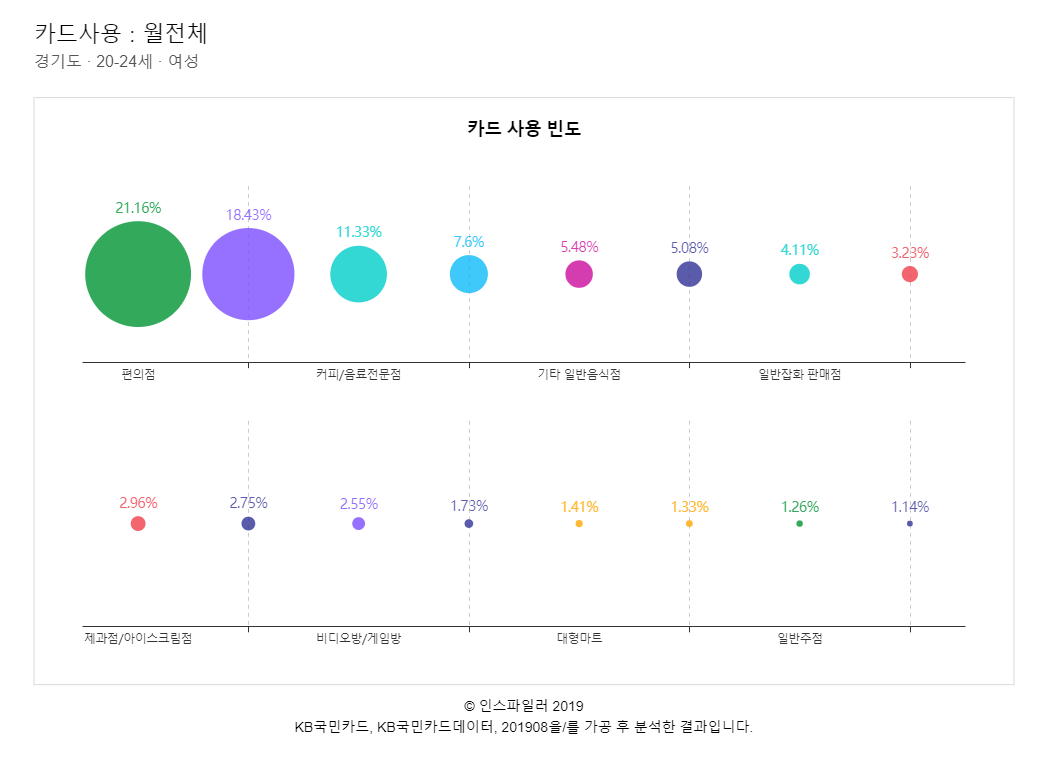 카드사용 : 월전체
경기도 · 20-24세 · 여성
카드 사용 빈도
21.16% 18.43% 11.33% 7.6% 5.48% 5.08% 4.11% 3.23%
편의점 커피/음료전문점 기타 일반음식점 일반잡화 판매점
2.96% 2.75% 2.55% 1.73% 1.41% 1.33% 1.26% 1.14%
제과점/아이스크림점 비디오방/게임방 대형마트 일반주점
© 인스파일러 2019
KB국민카드, KB국민카드데이터, 201908을/를 가공 후 분석한 결과입니다.